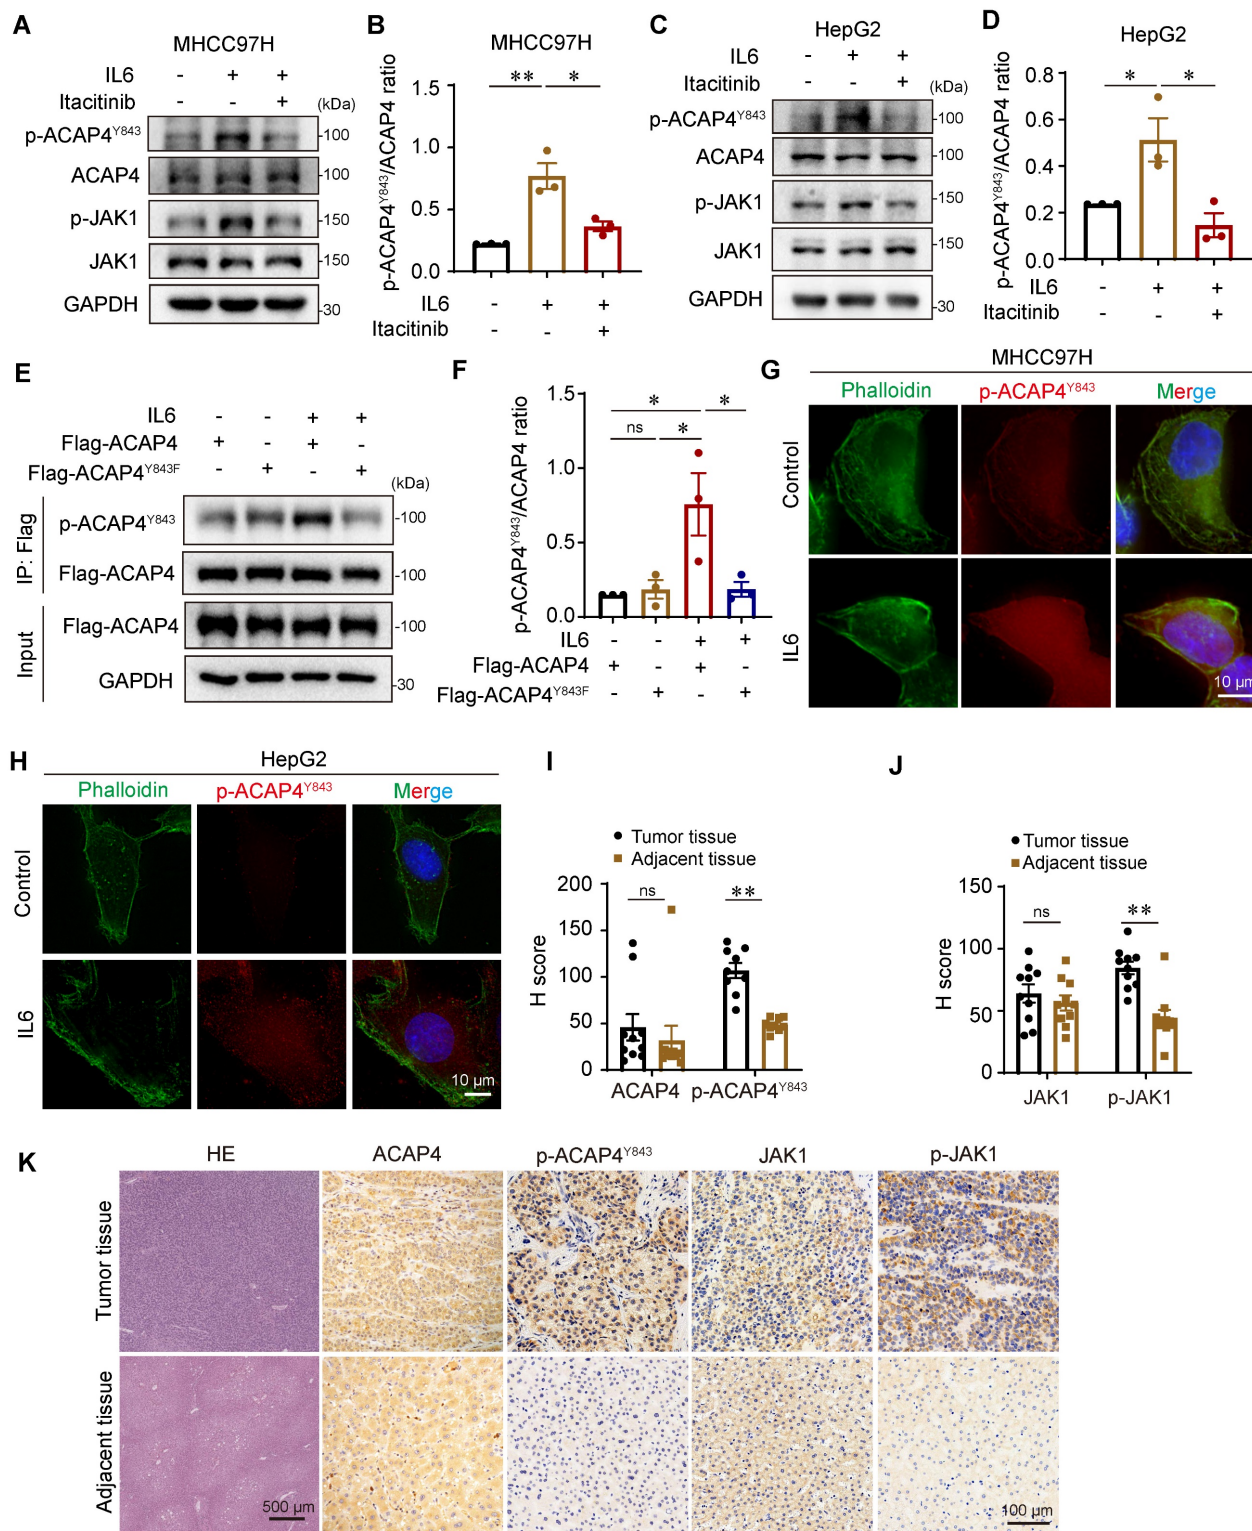 A
MHCC97H
IL6 - + +
Itacitinib - - +
(kDa)
p-ACAP4Y843 -100
ACAP4 -100
p-JAK1 -150
JAK1 -150
GAPDH -30
B
MHCC97H
p-ACAP4Y843/ACAP4 ratio
** *
1.5
1.0
0.5
0.0
IL6 - + +
Itacitinib - - +
C
HepG2
IL6 - + +
Itacitinib - - +
(kDa)
p-ACAP4Y843 -100
ACAP4 -100
p-JAK1 -150
JAK1 -150
GAPDH -30
D
HepG2
p-ACAP4Y843/ACAP4 ratio
* *
0.8
0.6
0.4
0.2
0.0
IL6 - + +
Itacitinib - - +
E
IL6 - - + +
Flag-ACAP4 + - + -
Flag-ACAP4Y843F - + - +
(kDa)
IP: Flag
p-ACAP4Y843 -100
Flag-ACAP4 -100
Input
Flag-ACAP4 -100
GAPDH -30
F
p-ACAP4Y843/ACAP4 ratio
* *
ns *
1.5
1.0
0.5
0.0
IL6 - - + +
Flag-ACAP4 + - + -
Flag-ACAP4Y843F - + - +
G
MHCC97H
Phalloidin p-ACAP4Y843 Merge
Control
IL6
10 µm
H
HepG2
Phalloidin p-ACAP4Y843 Merge
Control
IL6
10 µm
I
Tumor tissue
Adjacent tissue
H score
ns **
200
150
100
50
0
ACAP4 p-ACAP4Y843
J
Tumor tissue
Adjacent tissue
H score
ns **
150
100
50
0
JAK1 p-JAK1
K
HE ACAP4 p-ACAP4Y843 JAK1 p-JAK1
Tumor tissue
Adjacent tissue
500 µm
100 µm